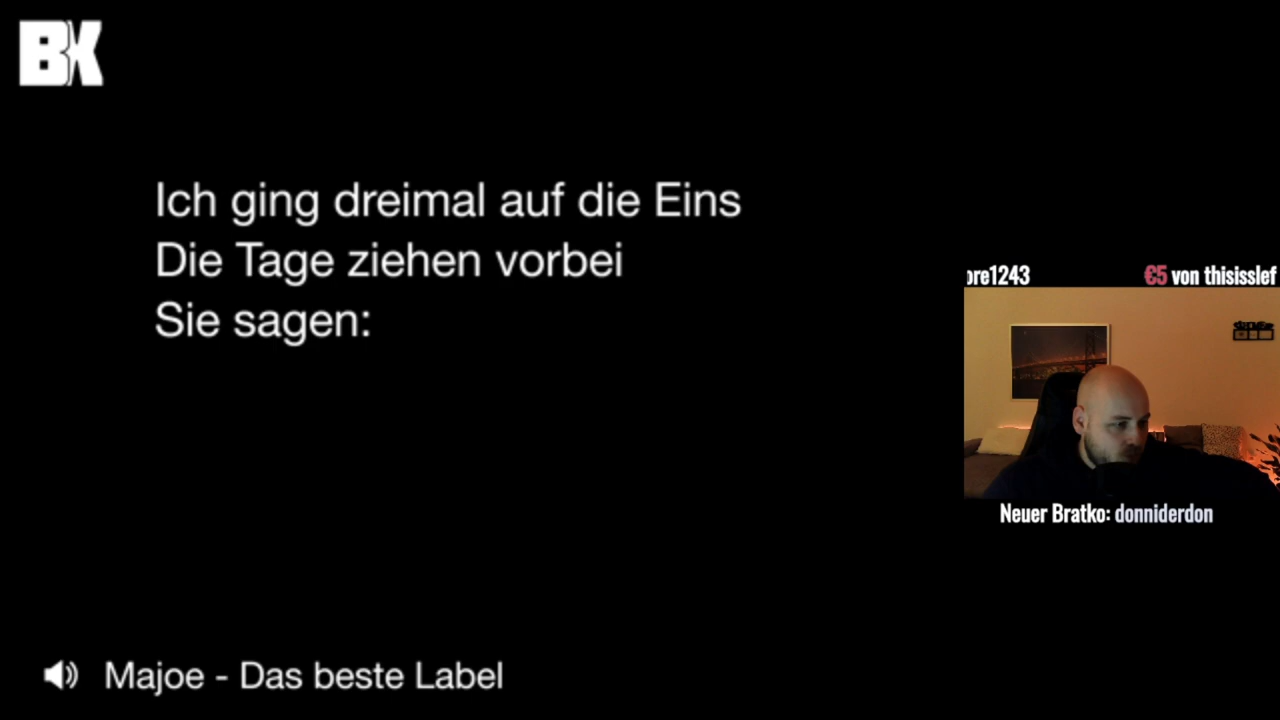 BK
Ich ging dreimal auf die Eins
Die Tage ziehen vorbei
Sie sagen:
ore1243 €5 von thisisslef
Neuer Bratko: donniderdon
Majoe - Das beste Label